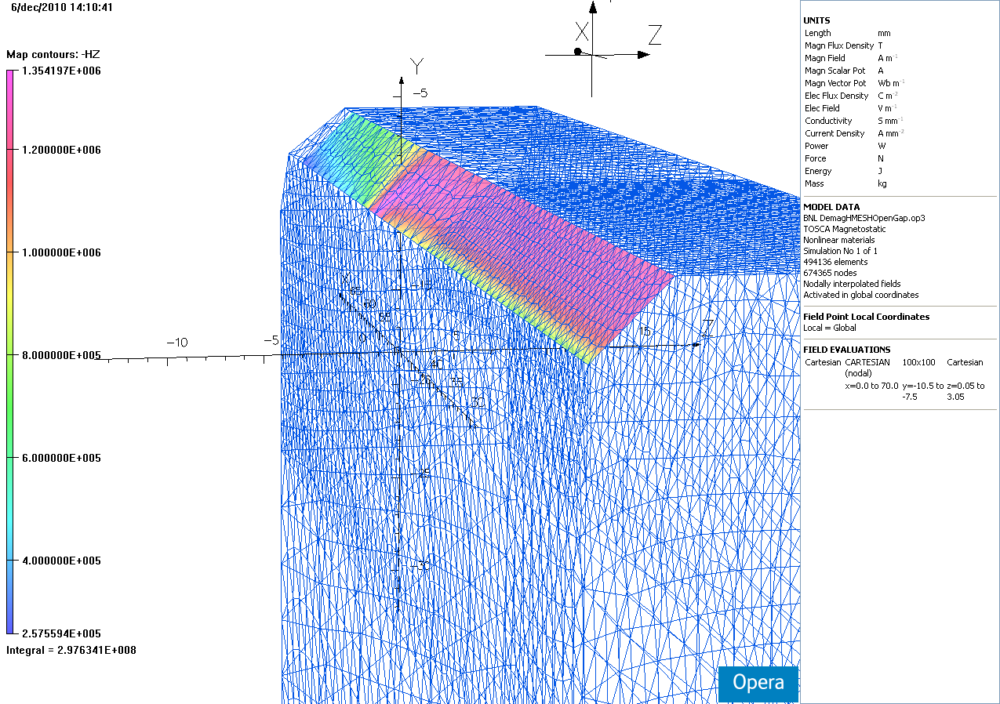 6/dec/2010 14:10:41
Map contours: -HZ
1.354197E+006
1.200000E+006
1.000000E+006
8.000000E+005
6.000000E+005
4.000000E+005
2.575594E+005
Integral = 2.976341E+008
X
Z
Y
-5
-10
-5
5
15
Z
Opera
UNITS
Length mm
Magn Flux Density T
Magn Field A m⁻¹
Magn Scalar Pot A
Magn Vector Pot Wb m⁻¹
Elec Flux Density C m⁻²
Elec Field V m⁻¹
Conductivity S mm⁻¹
Current Density A mm⁻²
Power W
Force N
Energy J
Mass kg
MODEL DATA
BNL DemagHMESHOpenGap.op3
TOSCA Magnetostatic
Nonlinear materials
Simulation No 1 of 1
494136 elements
674365 nodes
Nodally interpolated fields
Activated in global coordinates
Field Point Local Coordinates
Local = Global
FIELD EVALUATIONS
Cartesian CARTESIAN 100x100 Cartesian
(nodal)
x=0.0 to 70.0 y=-10.5 to z=0.05 to
-7.5 3.05